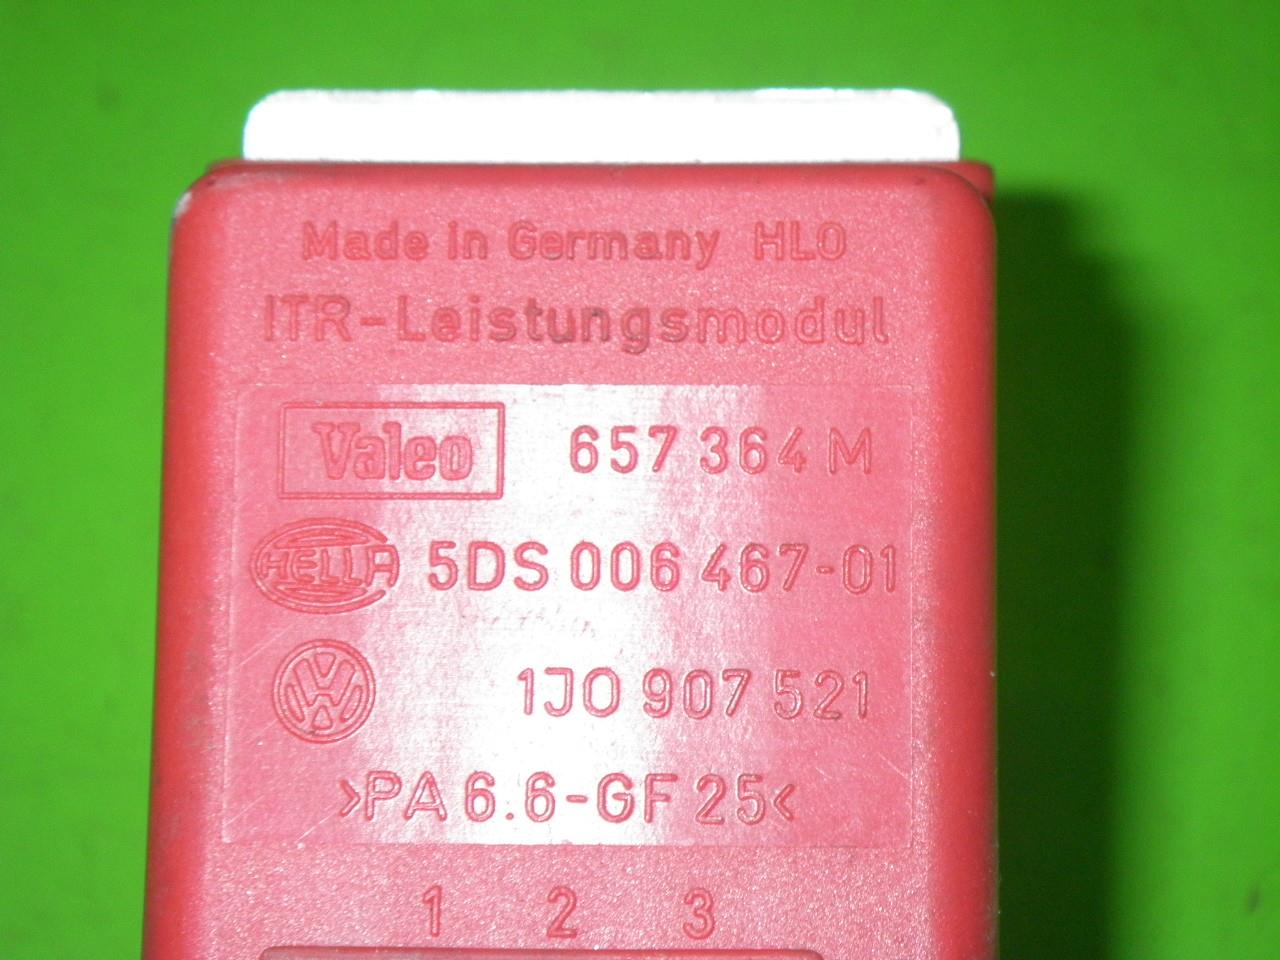 Made in Germany HLO
ITR-Leistungsmodul
Valeo 657 364 M
HELLA 5DS 006 467-01
VW 1J0 907 521
>PA 6.6-GF 25<
1 2 3